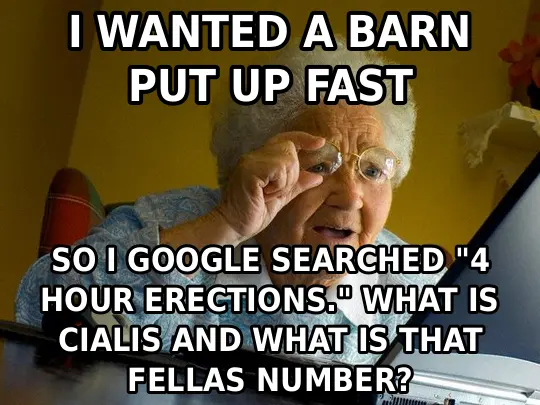 I WANTED A BARN
PUT UP FAST
SO I GOOGLE SEARCHED "4
HOUR ERECTIONS." WHAT IS
CIALIS AND WHAT IS THAT
FELLAS NUMBER?